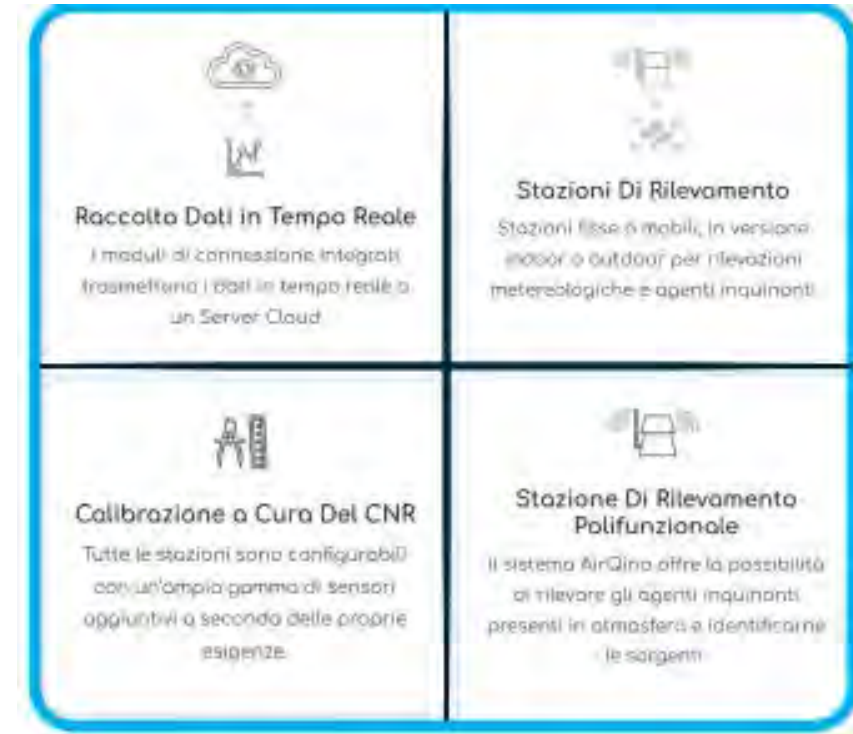 Raccolta Dati in Tempo Reale
I moduli di connessione integrati
trasmettono i dati in tempo reale a
un Server Cloud
Stazioni Di Rilevamento
Stazioni fisse o mobili, in versione
indoor o outdoor per rilevazioni
metereologiche e agenti inquinanti
Calibrazione a Cura Del CNR
Tutte le stazioni sono configurabili
con un'ampia gamma di sensori
aggiuntivi a seconda delle proprie
esigenze.
Stazione Di Rilevamento
Polifunzionale
Il sistema AirQino offre la possibilità
di rilevare gli agenti inquinanti
presenti in atmosfera e identificarne
le sorgenti